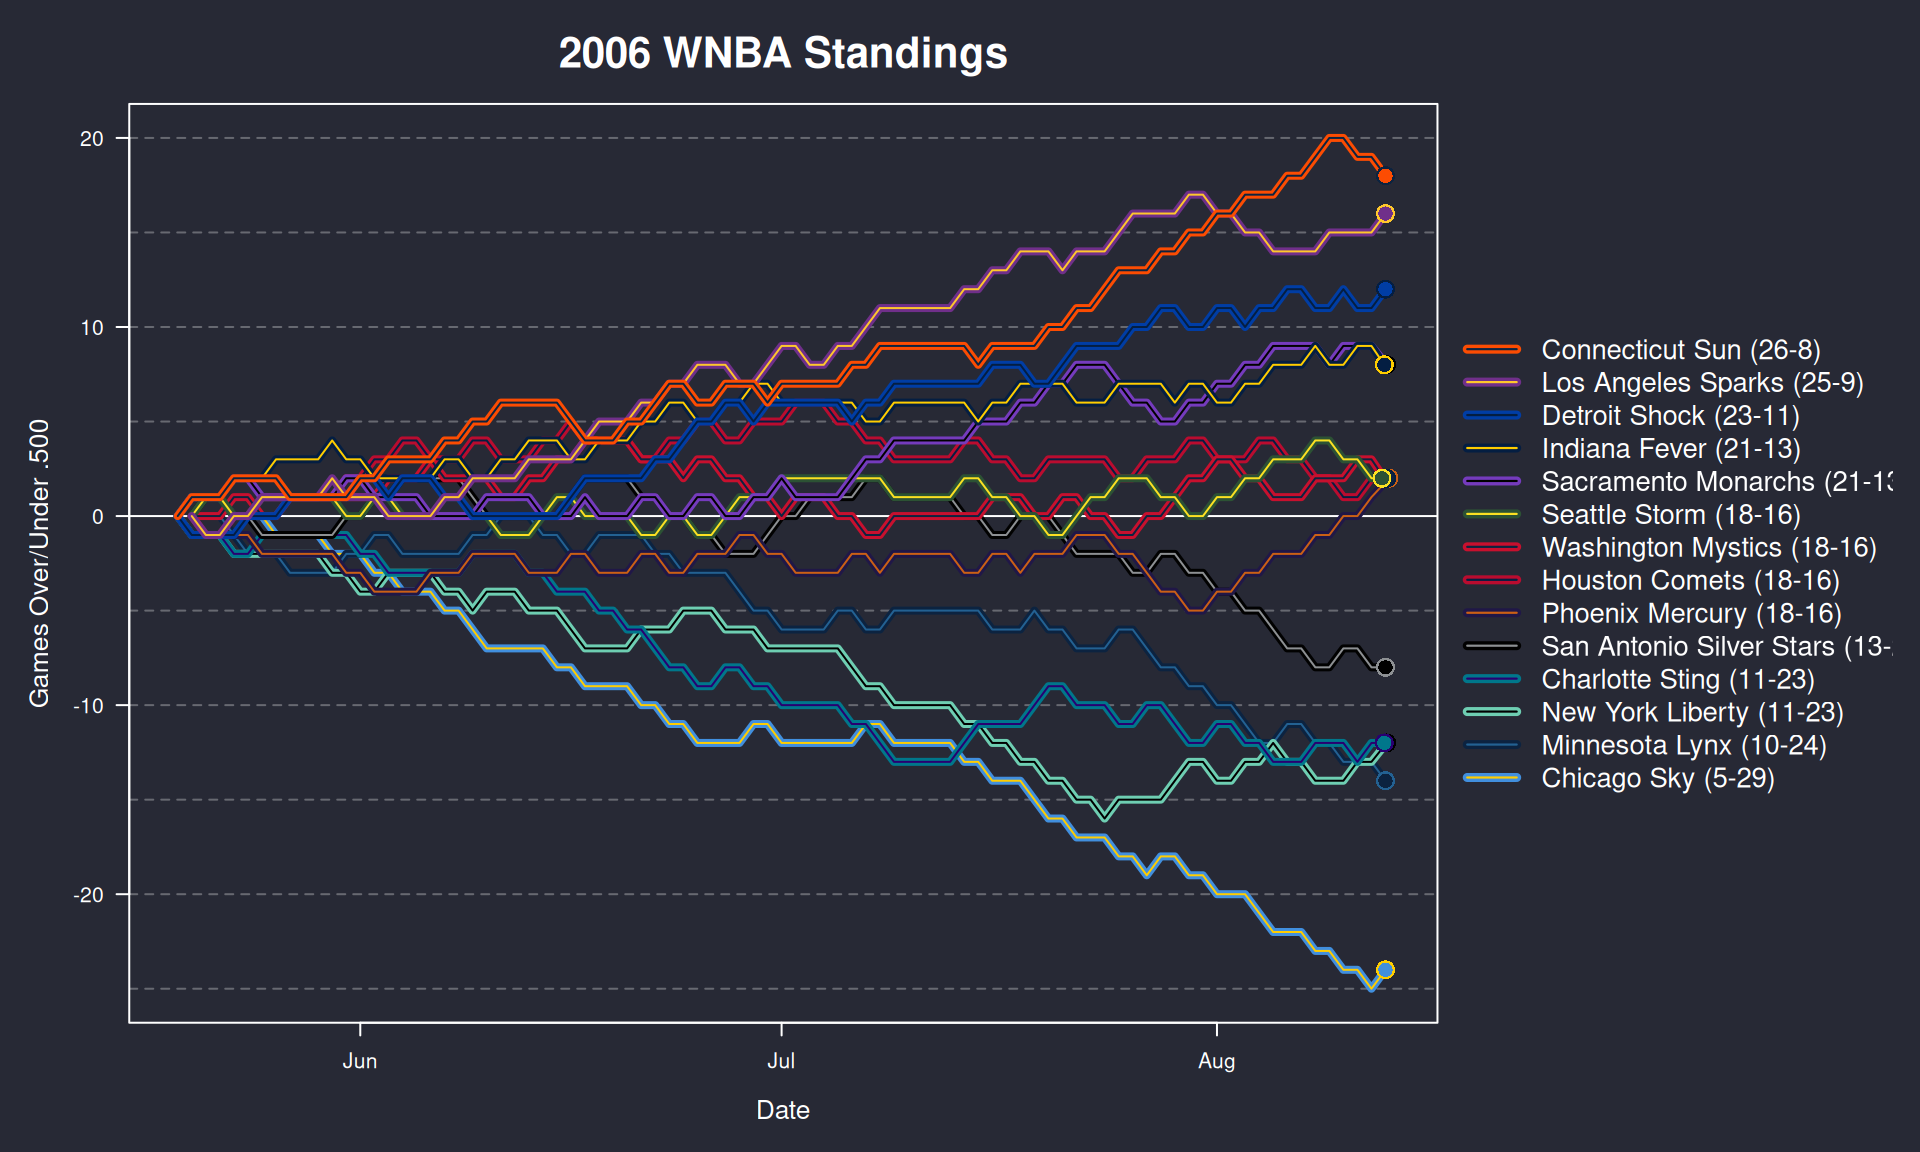 2006 WNBA Standings
Games Over/Under .500
20
10
0
-10
-20
Jun
Jul
Aug
Date
Connecticut Sun (26-8)
Los Angeles Sparks (25-9)
Detroit Shock (23-11)
Indiana Fever (21-13)
Sacramento Monarchs (21-13
Seattle Storm (18-16)
Washington Mystics (18-16)
Houston Comets (18-16)
Phoenix Mercury (18-16)
San Antonio Silver Stars (13-
Charlotte Sting (11-23)
New York Liberty (11-23)
Minnesota Lynx (10-24)
Chicago Sky (5-29)